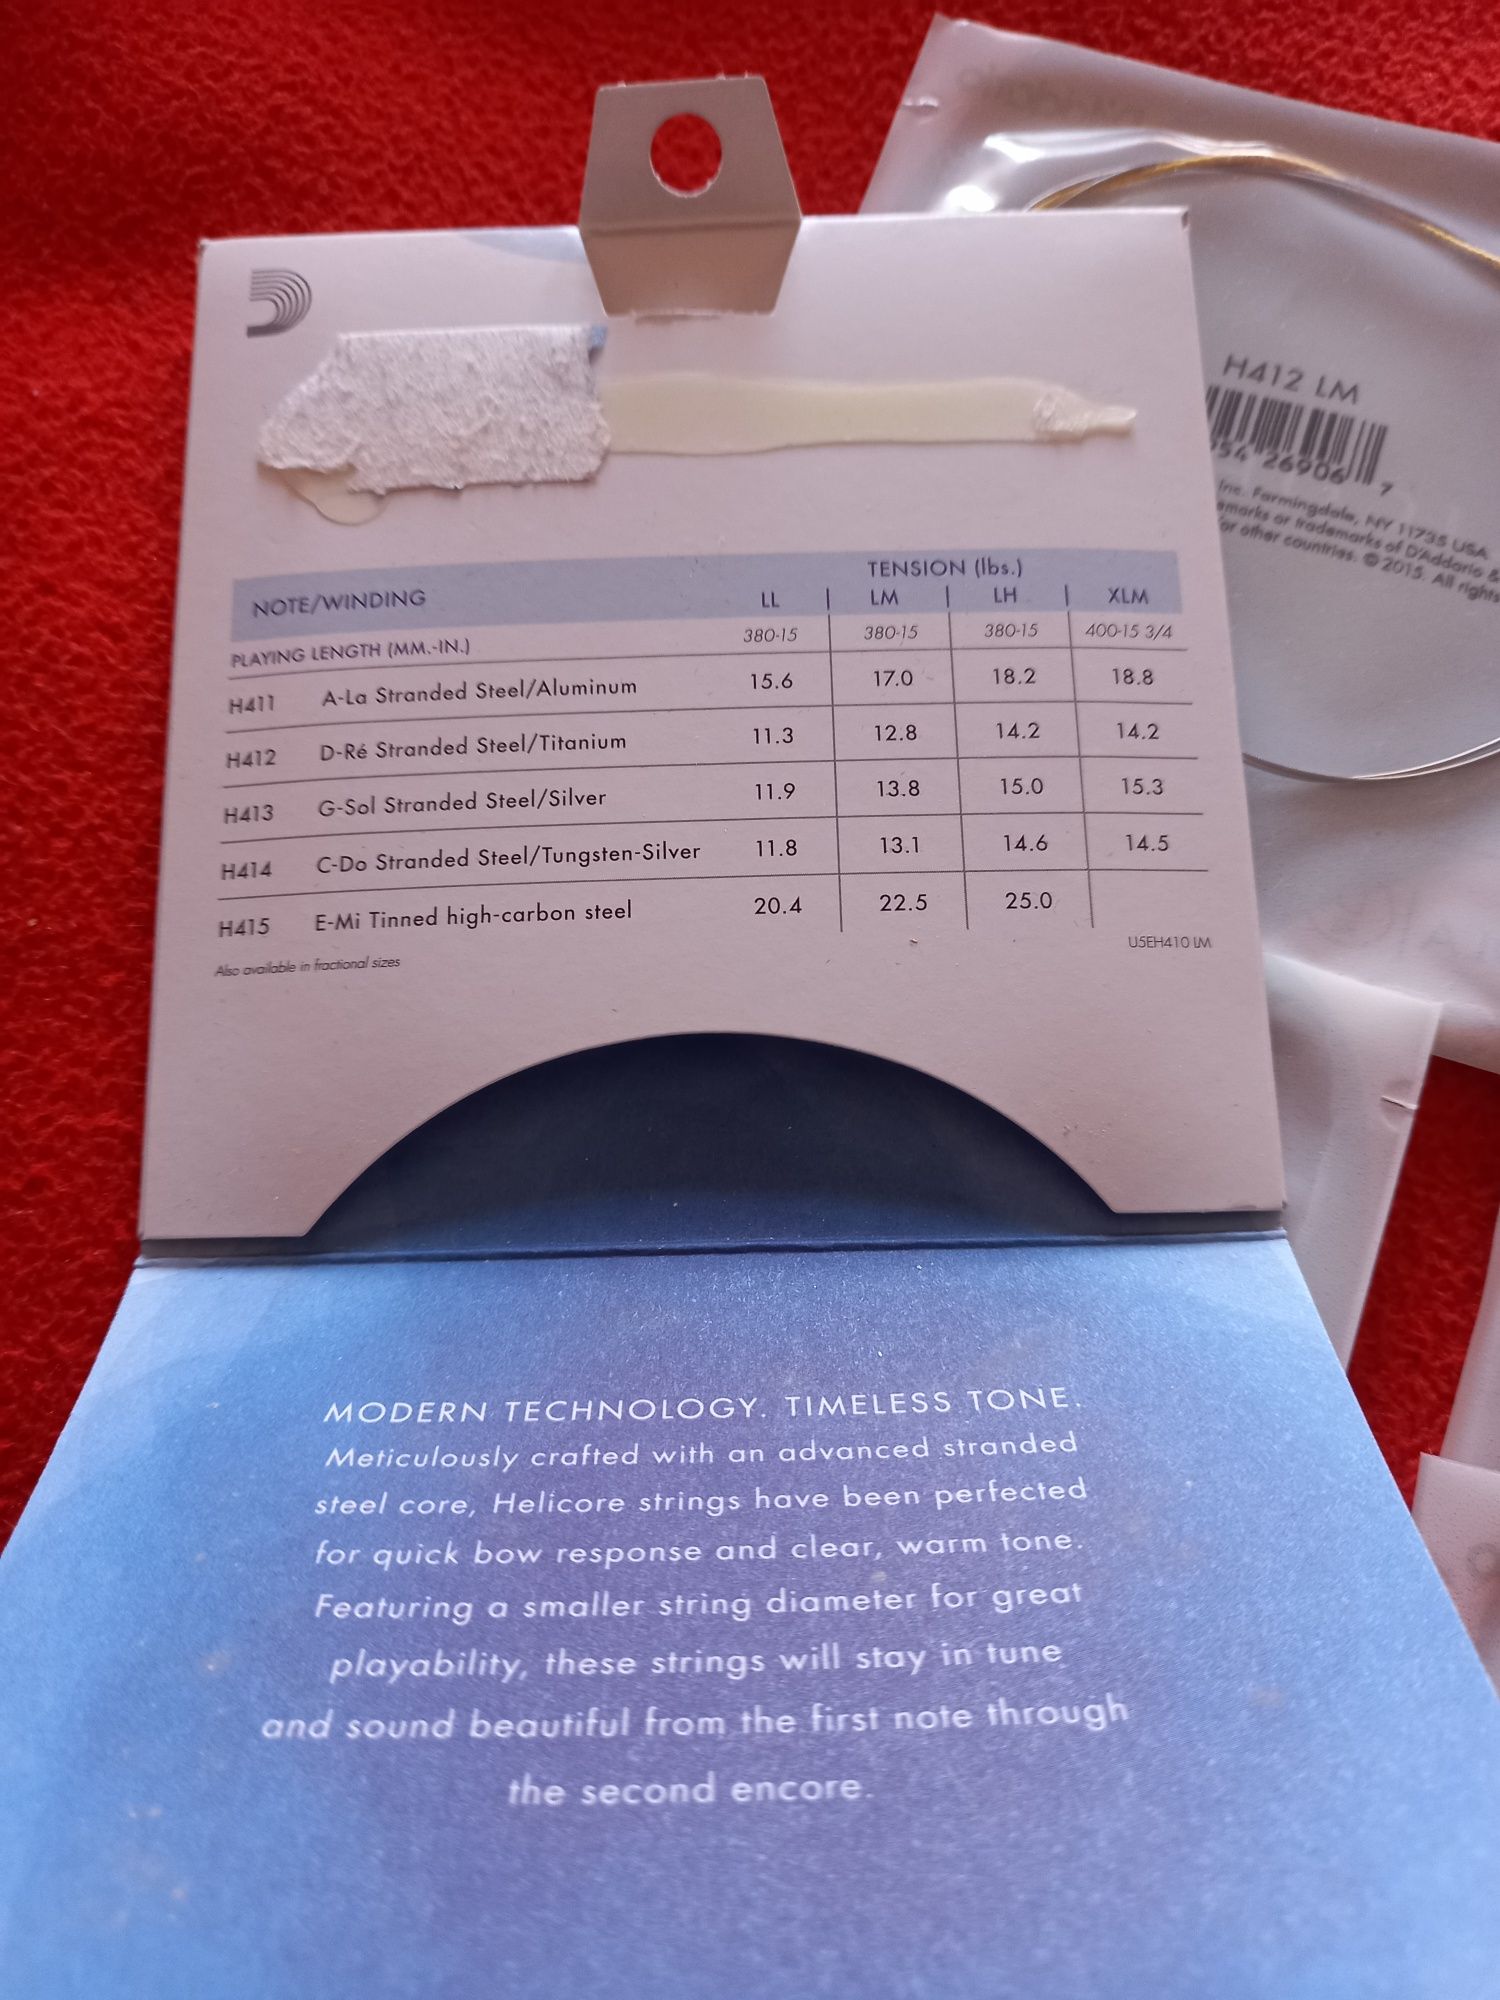 NOTE/WINDING TENSION (lbs.)
LL | LM | LH | XLM
PLAYING LENGTH (MM.-IN.) 380-15 380-15 380-15 400-15 3/4
H411 A-La Stranded Steel/Aluminum 15.6 17.0 18.2 18.8
H412 D-Ré Stranded Steel/Titanium 11.3 12.8 14.2 14.2
H413 G-Sol Stranded Steel/Silver 11.9 13.8 15.0 15.3
H414 C-Do Stranded Steel/Tungsten-Silver 11.8 13.1 14.6 14.5
H415 E-Mi Tinned high-carbon steel 20.4 22.5 25.0
Also available in fractional sizes
U5EH410 LM
MODERN TECHNOLOGY. TIMELESS TONE.
Meticulously crafted with an advanced stranded
steel core, Helicore strings have been perfected
for quick bow response and clear, warm tone.
Featuring a smaller string diameter for great
playability, these strings will stay in tune
and sound beautiful from the first note through
the second encore.
H412 LM
54 26906 7
Inc. Farmingdale, NY 11735 USA
marks or trademarks of D'Addario &
or other countries. © 2015. All rights